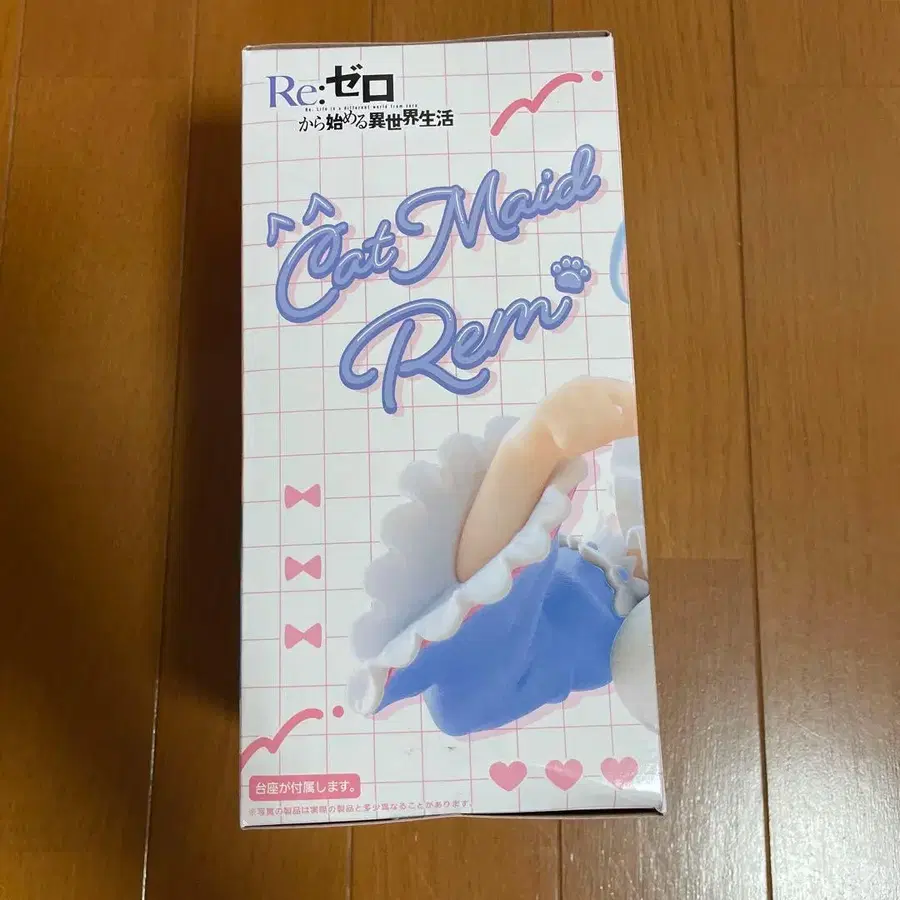 Re:ゼロ
Re: Life in a different world from zero
から始める異世界生活
Cat Maid
Rem
台座が付属します。
※写真の製品は実際の製品と多少異なることがあります。